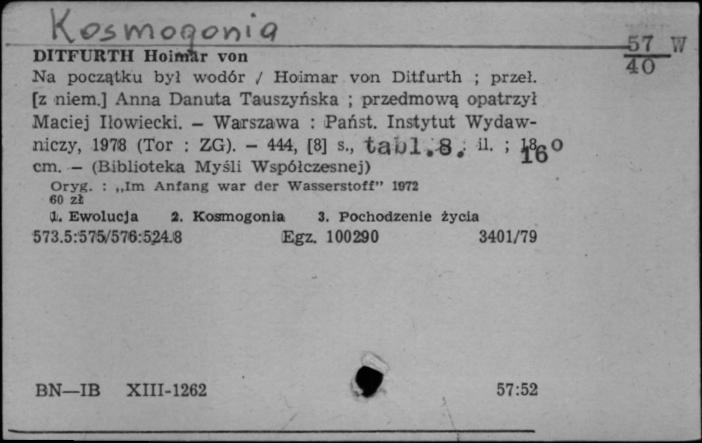 Kosmogonia
57 W
40
DITFURTH Hoimar von
Na początku był wodór / Hoimar von Ditfurth ; przeł.
[z niem.] Anna Danuta Tauszyńska ; przedmową opatrzył
Maciej Iłowiecki. – Warszawa : Państ. Instytut Wydaw-
niczy, 1978 (Tor : ZG). – 444, [8] s., tabl.8. : il. ; 18 16°
cm. — (Biblioteka Myśli Współczesnej)
Oryg. : „Im Anfang war der Wasserstoff” 1972
60 zł
1. Ewolucja 2. Kosmogonia 3. Pochodzenie życia
573.5:575/576:524.8 Egz. 100290 3401/79
BN—IB XIII-1262 57:52